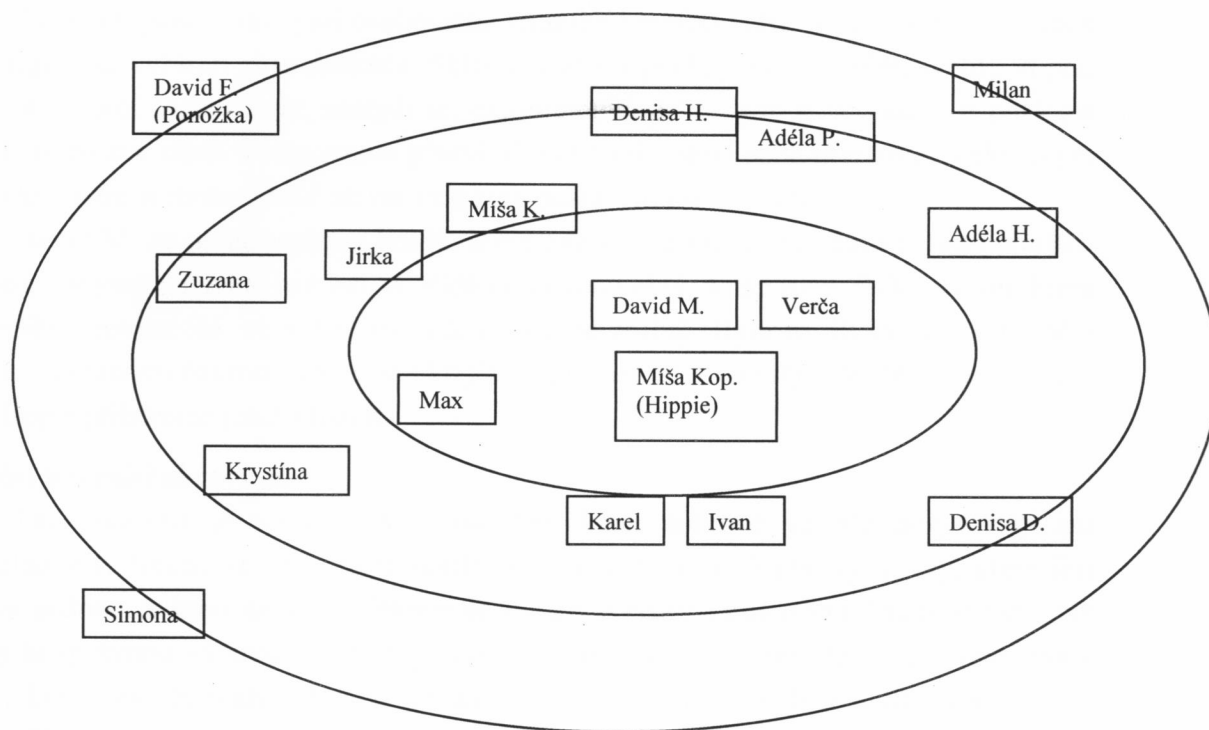 David F.
(Ponožka)
Milan
Denisa H.
Adéla P.
Míša K.
Adéla H.
Jirka
Zuzana
David M.
Verča
Míša Kop.
(Hippie)
Max
Krystína
Karel
Ivan
Denisa D.
Simona